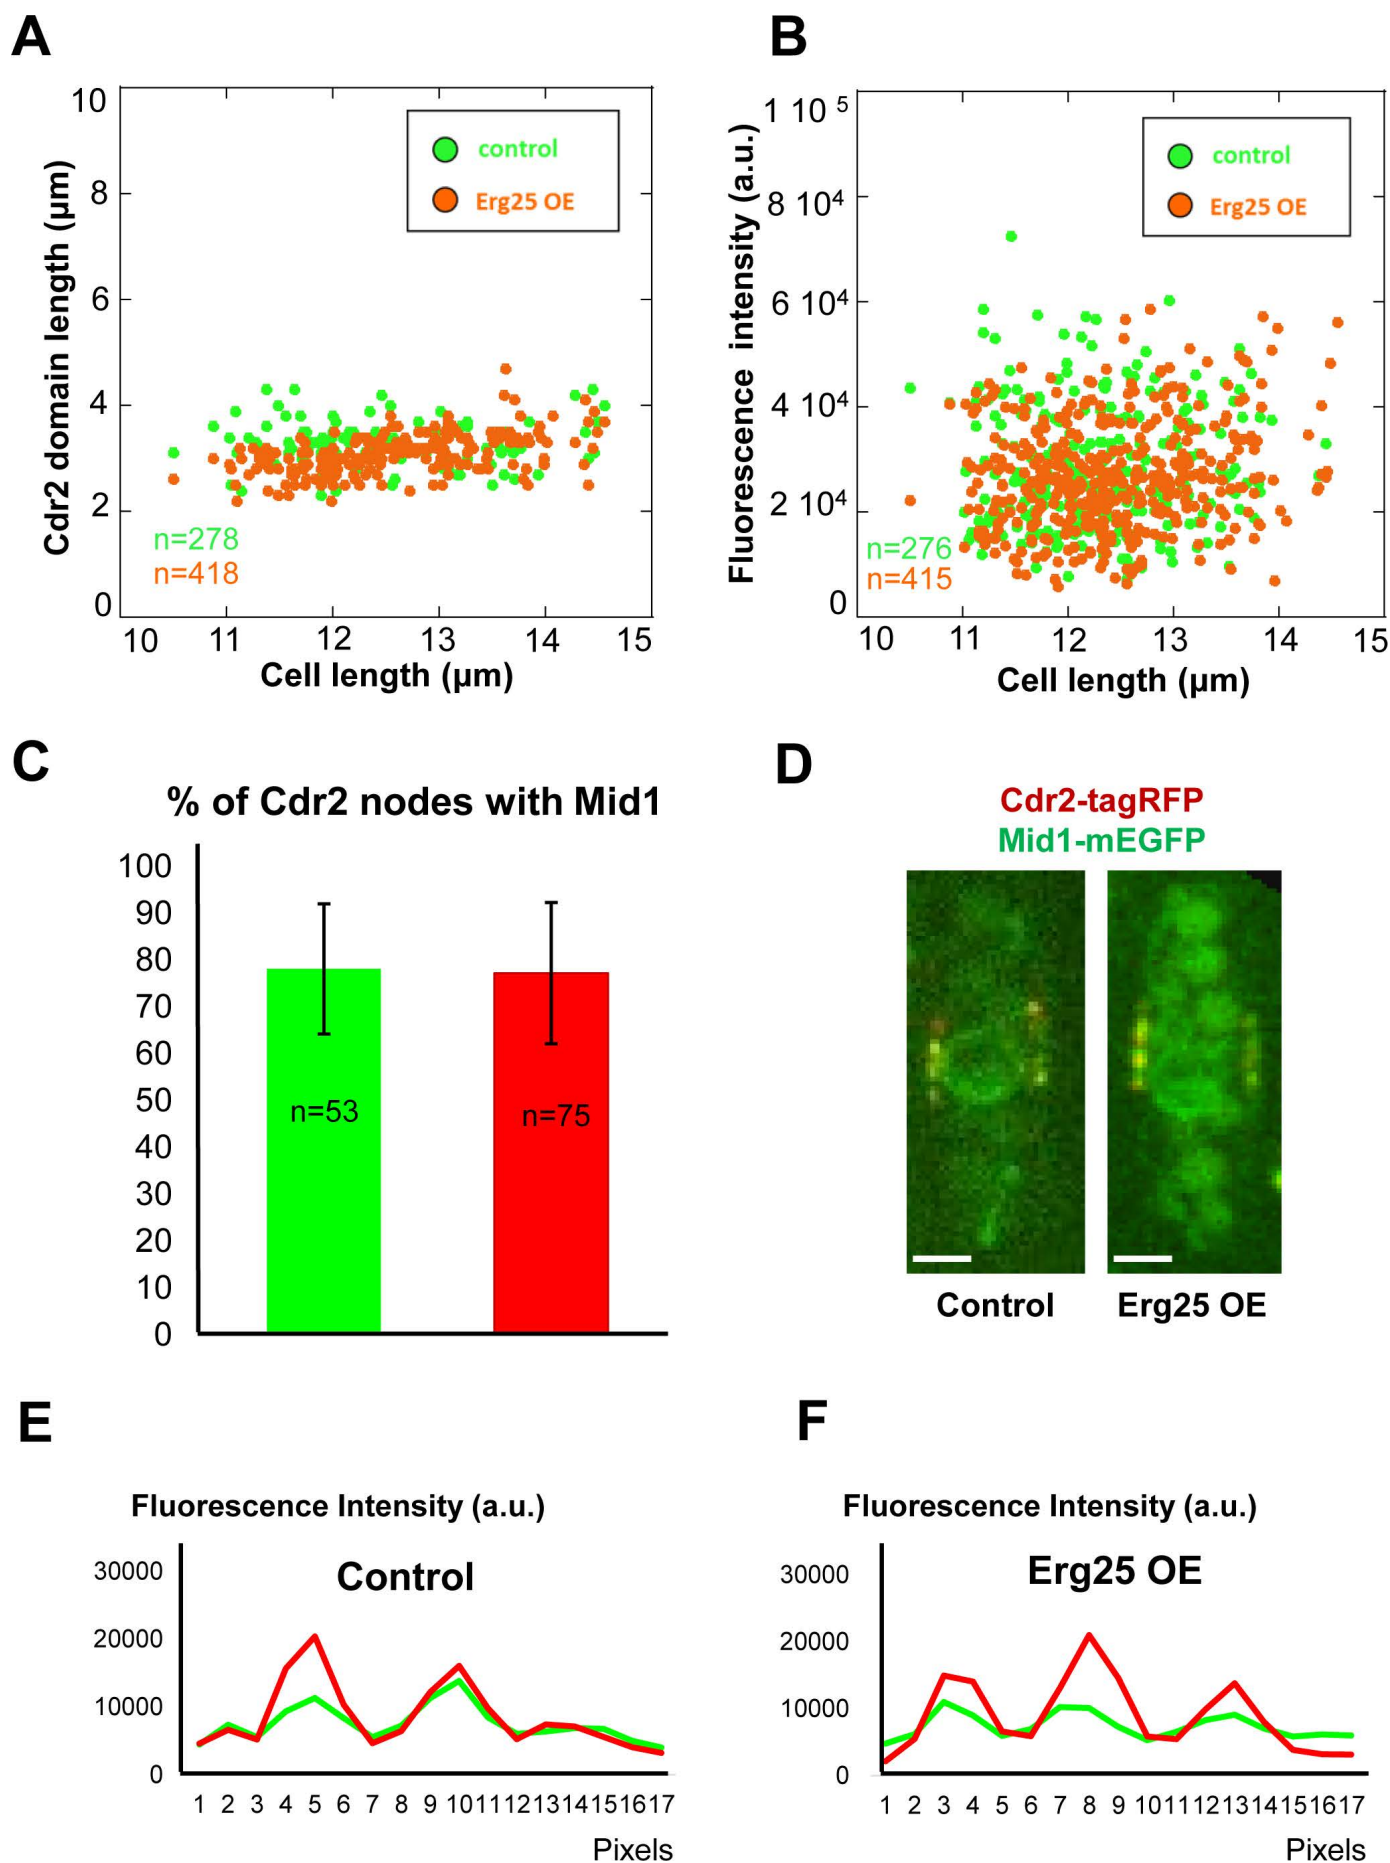 A
10
8
6
4
2
0
Cdr2 domain length (µm)
control
Erg25 OE
n=278
n=418
10 11 12 13 14 15
Cell length (µm)
B
1 10 5
8 10⁴
6 10⁴
4 10⁴
2 10⁴
0
Fluorescence intensity (a.u.)
control
Erg25 OE
n=276
n=415
10 11 12 13 14 15
Cell length (µm)
C
% of Cdr2 nodes with Mid1
100
90
80
70
60
50
40
30
20
10
0
n=53
n=75
D
Cdr2-tagRFP
Mid1-mEGFP
Control
Erg25 OE
E
Fluorescence Intensity (a.u.)
Control
30000
20000
10000
0
1 2 3 4 5 6 7 8 9 10 11 12 13 14 15 16 17
Pixels
F
Fluorescence Intensity (a.u.)
Erg25 OE
30000
20000
10000
0
1 2 3 4 5 6 7 8 9 10 11 12 13 14 15 16 17
Pixels